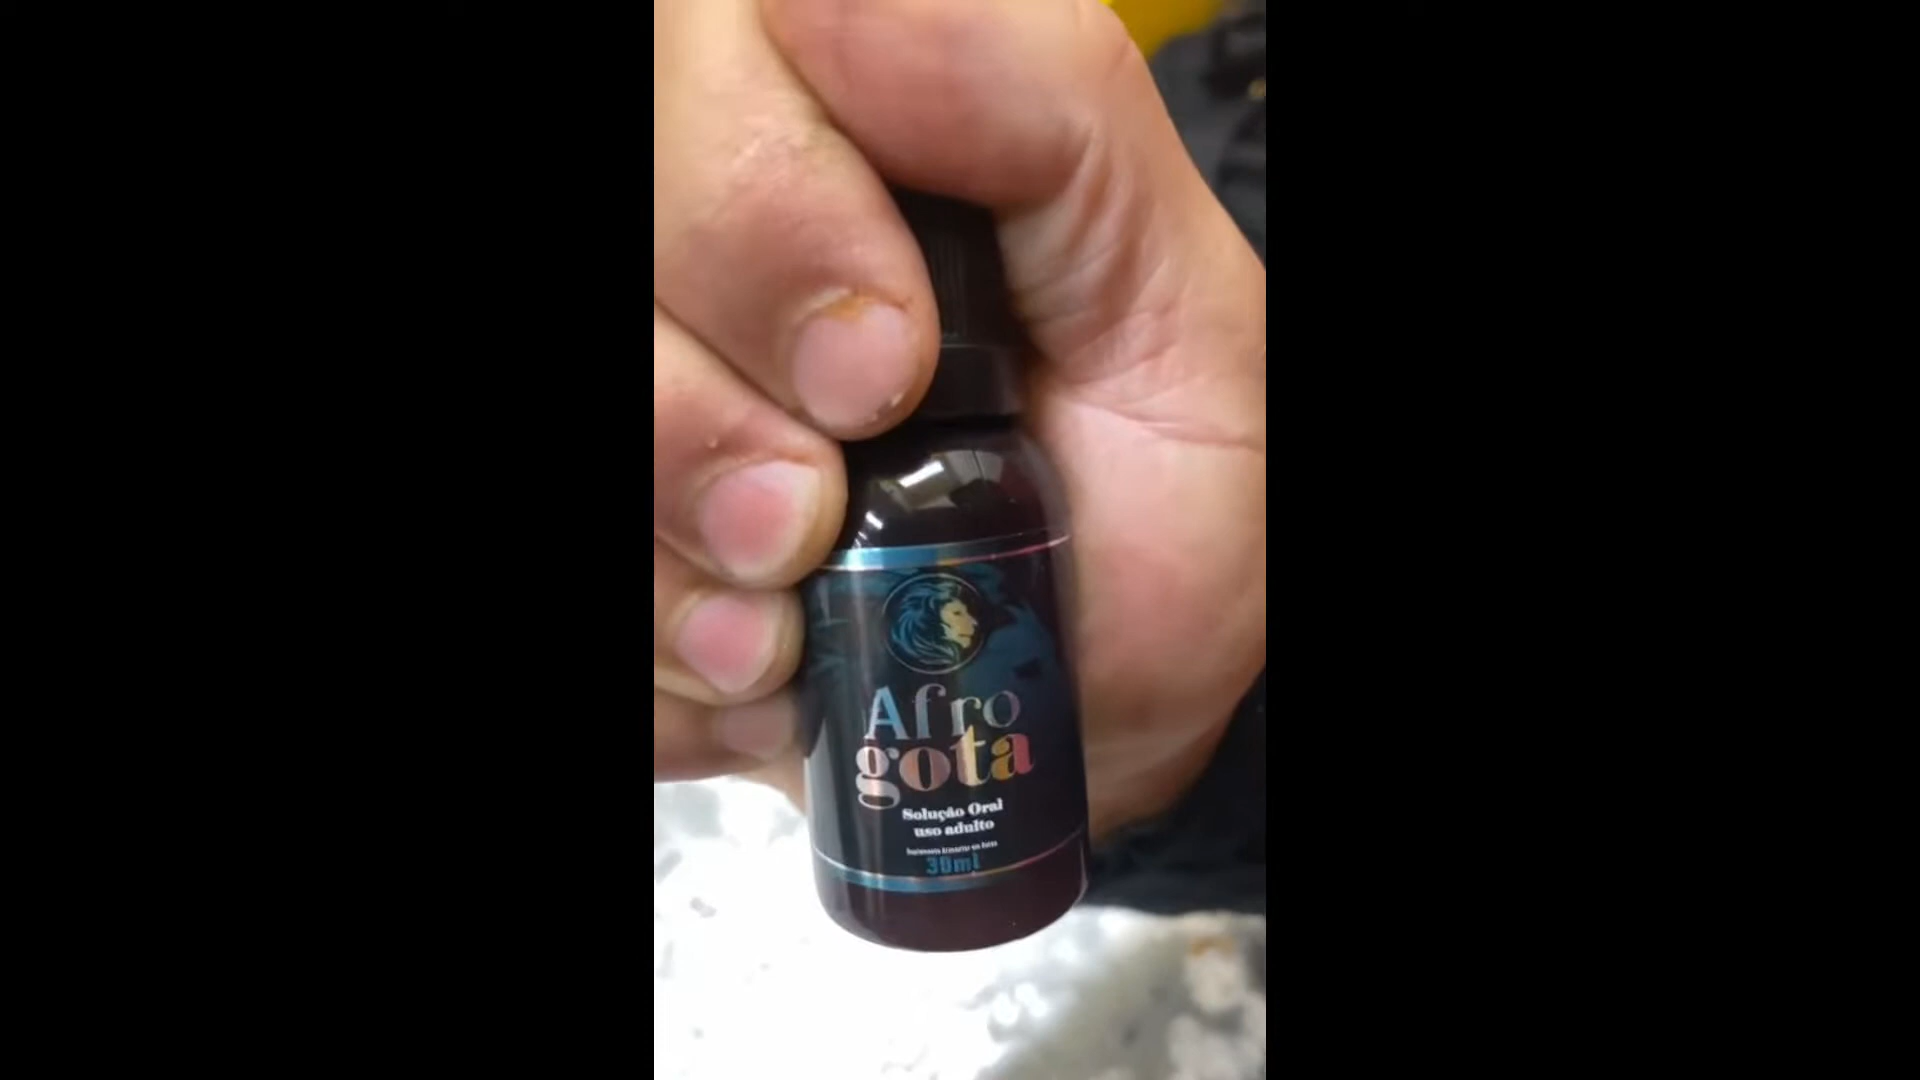 Afro
gota
Solução Oral
uso adulto
30ml